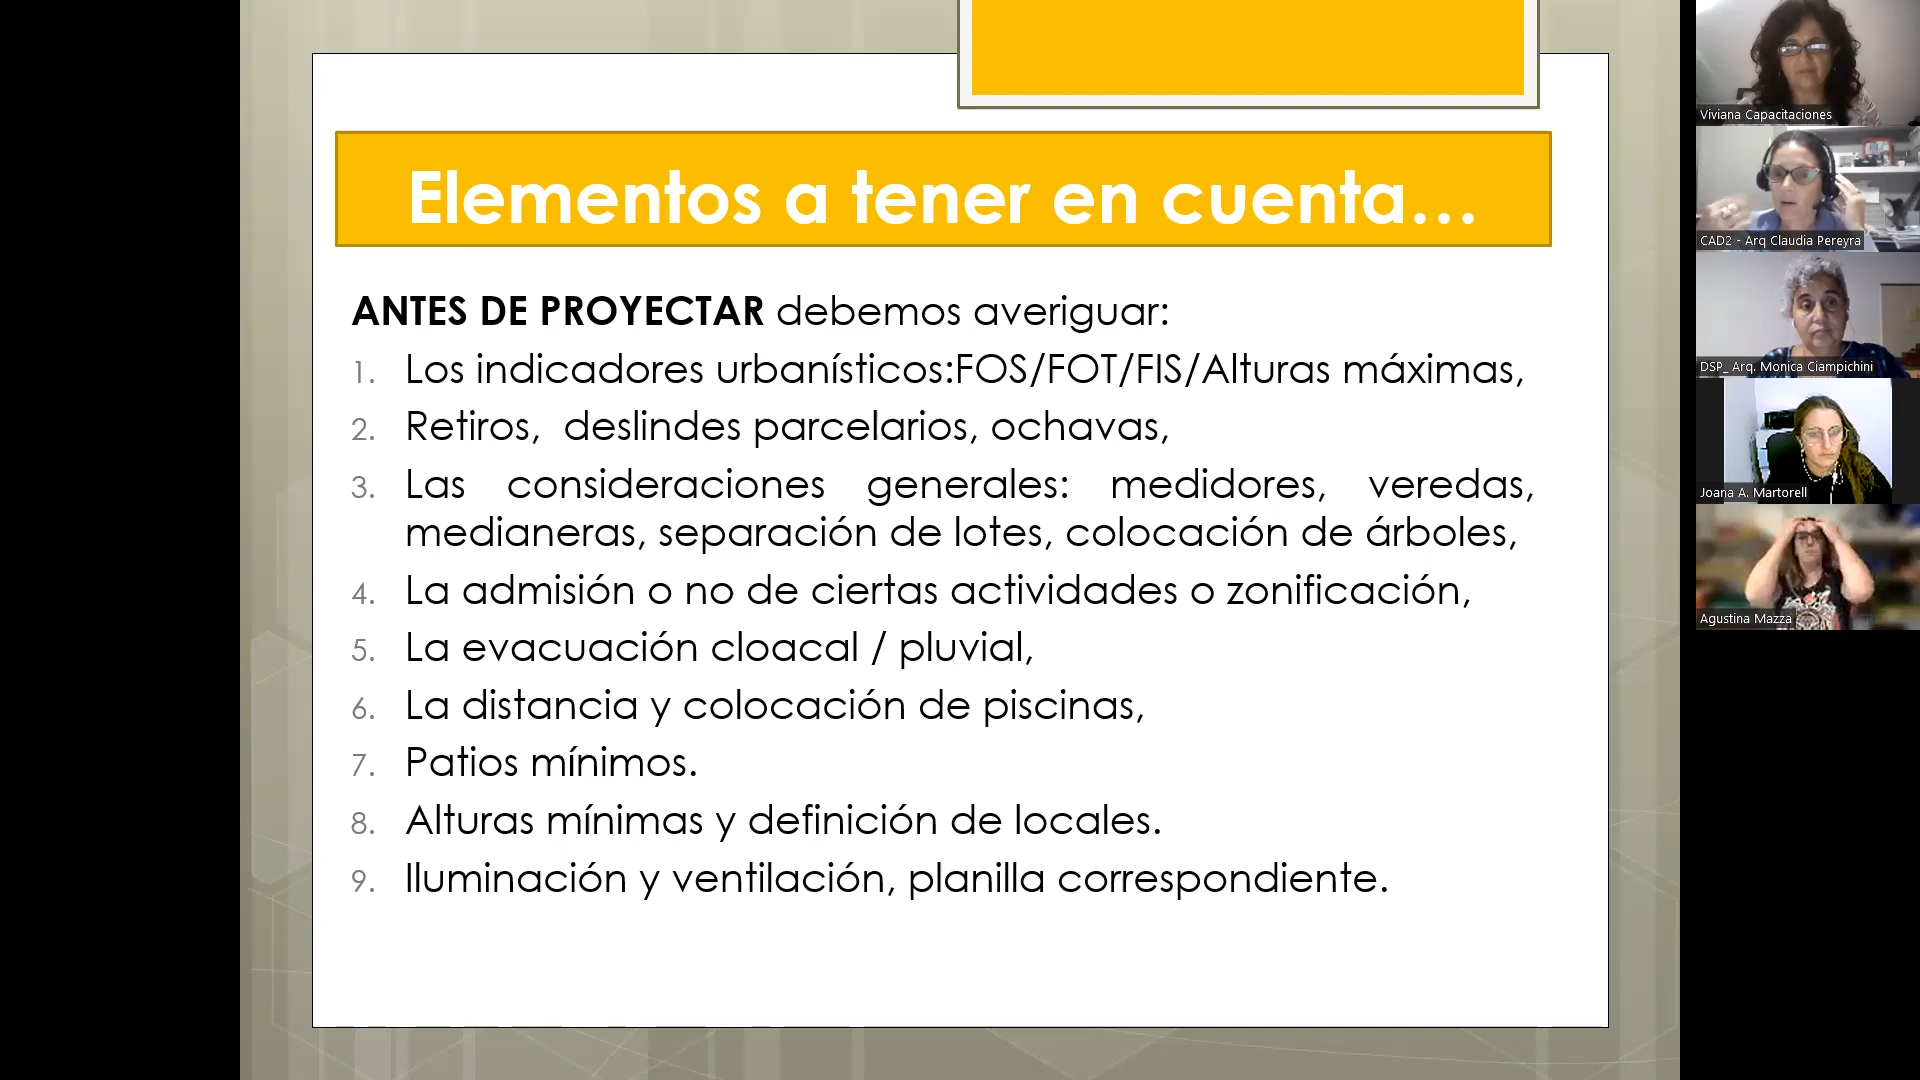 Elementos a tener en cuenta...
ANTES DE PROYECTAR debemos averiguar:
1. Los indicadores urbanísticos:FOS/FOT/FIS/Alturas máximas,
2. Retiros,  deslindes parcelarios, ochavas,
3. Las consideraciones generales: medidores, veredas,
medianeras, separación de lotes, colocación de árboles,
4. La admisión o no de ciertas actividades o zonificación,
5. La evacuación cloacal / pluvial,
6. La distancia y colocación de piscinas,
7. Patios mínimos.
8. Alturas mínimas y definición de locales.
9. Iluminación y ventilación, planilla correspondiente.
Viviana Capacitaciones
CAD2 - Arq Claudia Pereyra
DSP_ Arq. Monica Ciampichini
Joana A. Martorell
Agustina Mazza